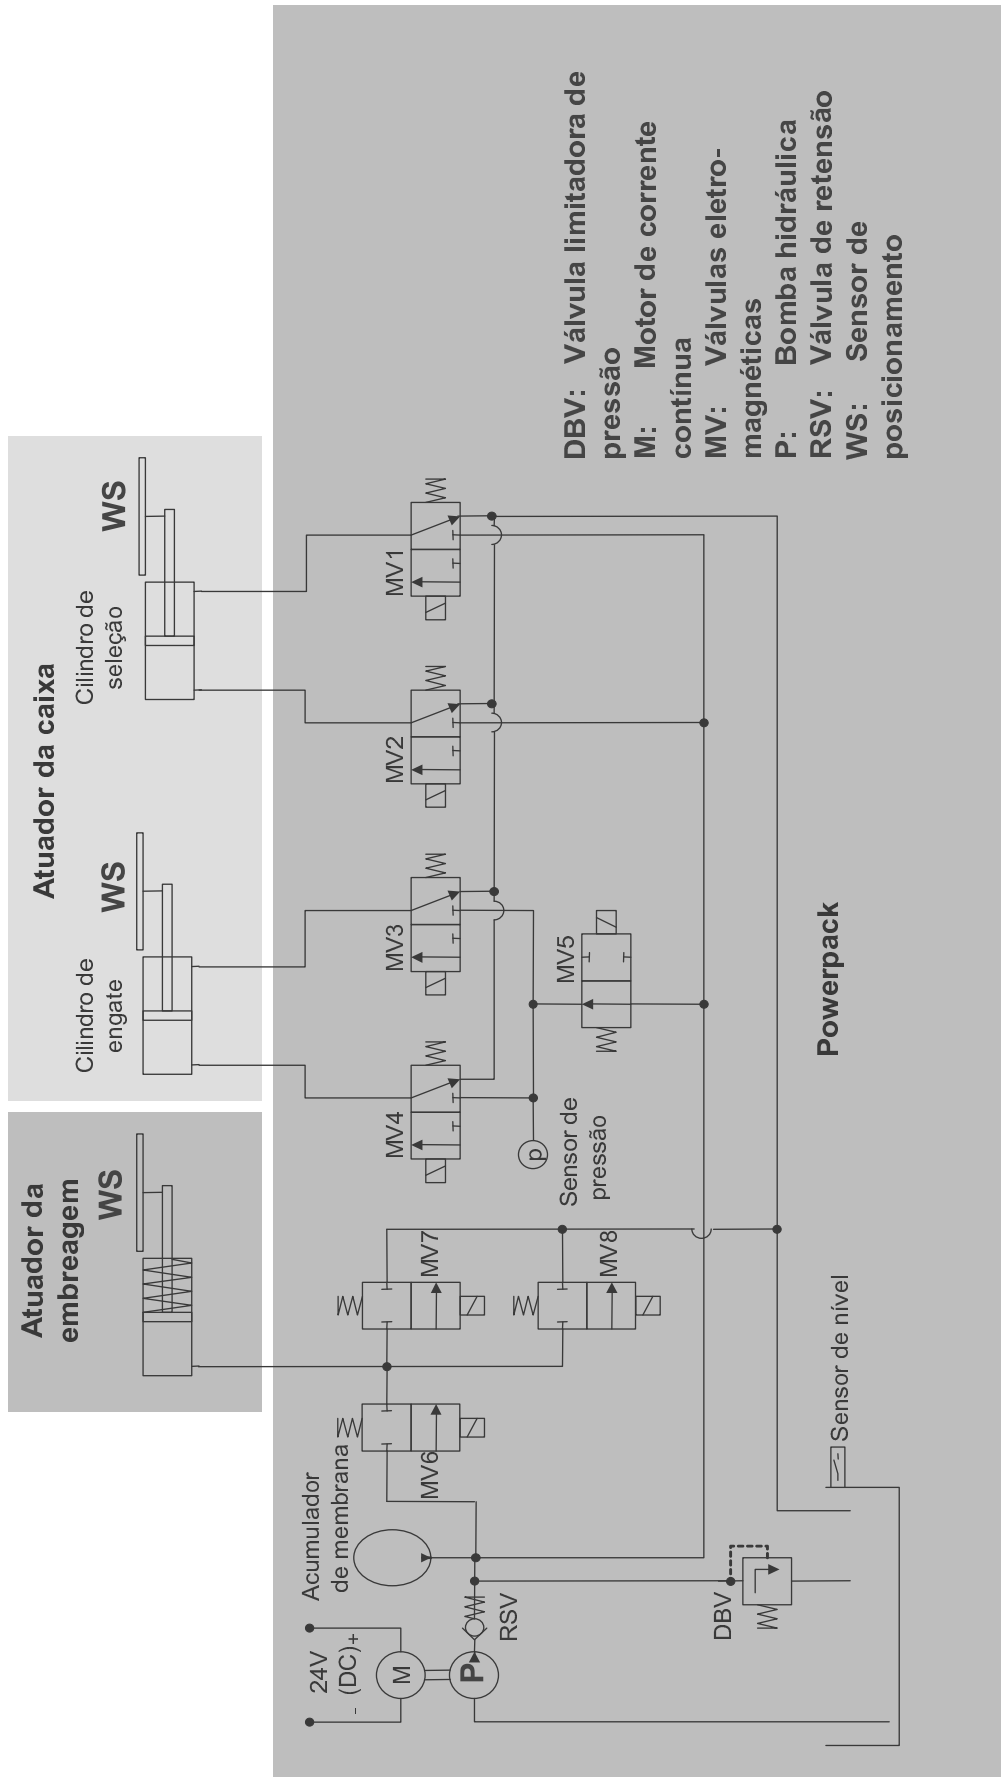 Atuador da
embreagem
WS
Atuador da caixa
Cilindro de
engate
WS
Cilindro de
seleção
WS
24V
- (DC)+
M
P
RSV
Acumulador
de membrana
MV6
MV7
MV8
MV4
MV3
MV2
MV1
p
Sensor de
pressão
MV5
DBV
Sensor de nível
Powerpack
DBV: Válvula limitadora de
pressão
M: Motor de corrente
contínua
MV: Válvulas eletro-
magnéticas
P: Bomba hidráulica
RSV: Válvula de retensão
WS: Sensor de
posicionamento